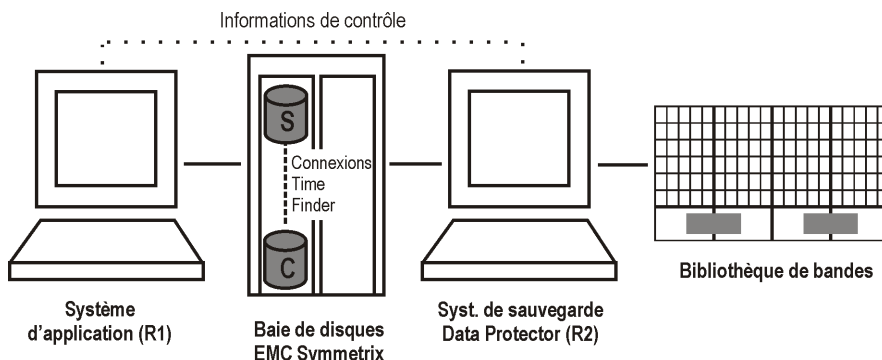 Informations de contrôle
S
Connexions
Time
Finder
C
Système
d'application (R1)
Baie de disques
EMC Symmetrix
Syst. de sauvegarde
Data Protector (R2)
Bibliothèque de bandes